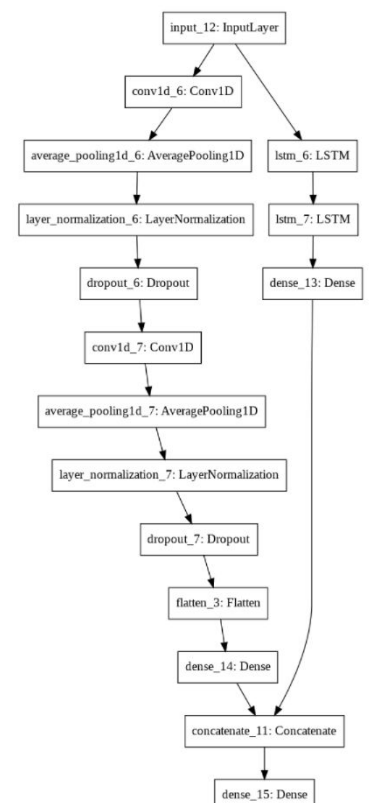 input_12: InputLayer
conv1d_6: Conv1D
average_pooling1d_6: AveragePooling1D
lstm_6: LSTM
layer_normalization_6: LayerNormalization
lstm_7: LSTM
dropout_6: Dropout
dense_13: Dense
conv1d_7: Conv1D
average_pooling1d_7: AveragePooling1D
layer_normalization_7: LayerNormalization
dropout_7: Dropout
flatten_3: Flatten
dense_14: Dense
concatenate_11: Concatenate
dense_15: Dense